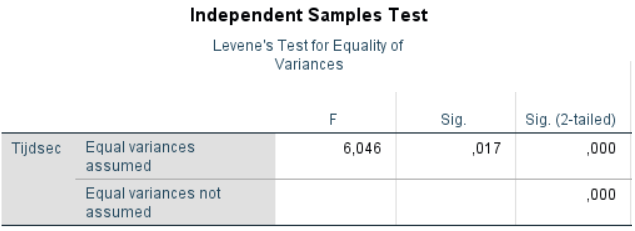 Independent Samples Test
Levene's Test for Equality of
Variances
F Sig. Sig. (2-tailed)
Tijdsec Equal variances 6,046 ,017 ,000
assumed
Equal variances not ,000
assumed